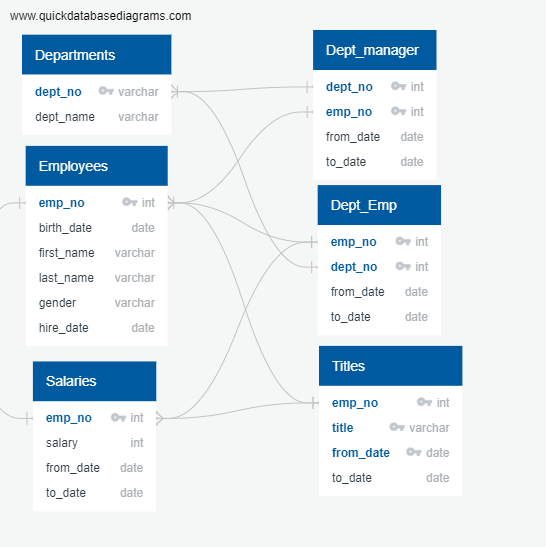 www.quickdatabasediagrams.com
Departments
dept_no varchar
dept_name varchar
Employees
emp_no int
birth_date date
first_name varchar
last_name varchar
gender varchar
hire_date date
Salaries
emp_no int
salary int
from_date date
to_date date
Dept_manager
dept_no int
emp_no int
from_date date
to_date date
Dept_Emp
emp_no int
dept_no int
from_date date
to_date date
Titles
emp_no int
title varchar
from_date date
to_date date